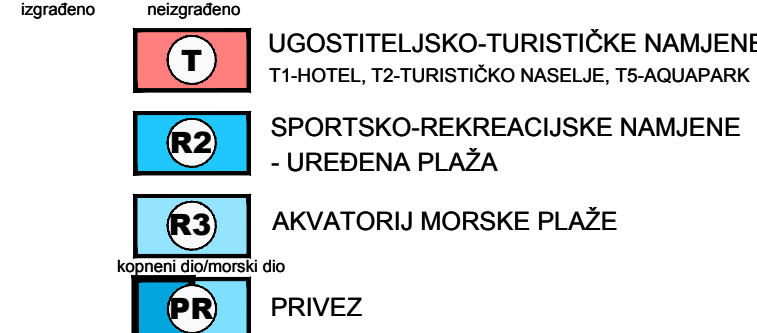 izgrađeno neizgrađeno
T UGOSTITELJSKO-TURISTIČKE NAMJENE
T1-HOTEL, T2-TURISTIČKO NASELJE, T5-AQUAPARK
R2 SPORTSKO-REKREACIJSKE NAMJENE
- UREĐENA PLAŽA
R3 AKVATORIJ MORSKE PLAŽE
kopneni dio/morski dio
PR PRIVEZ